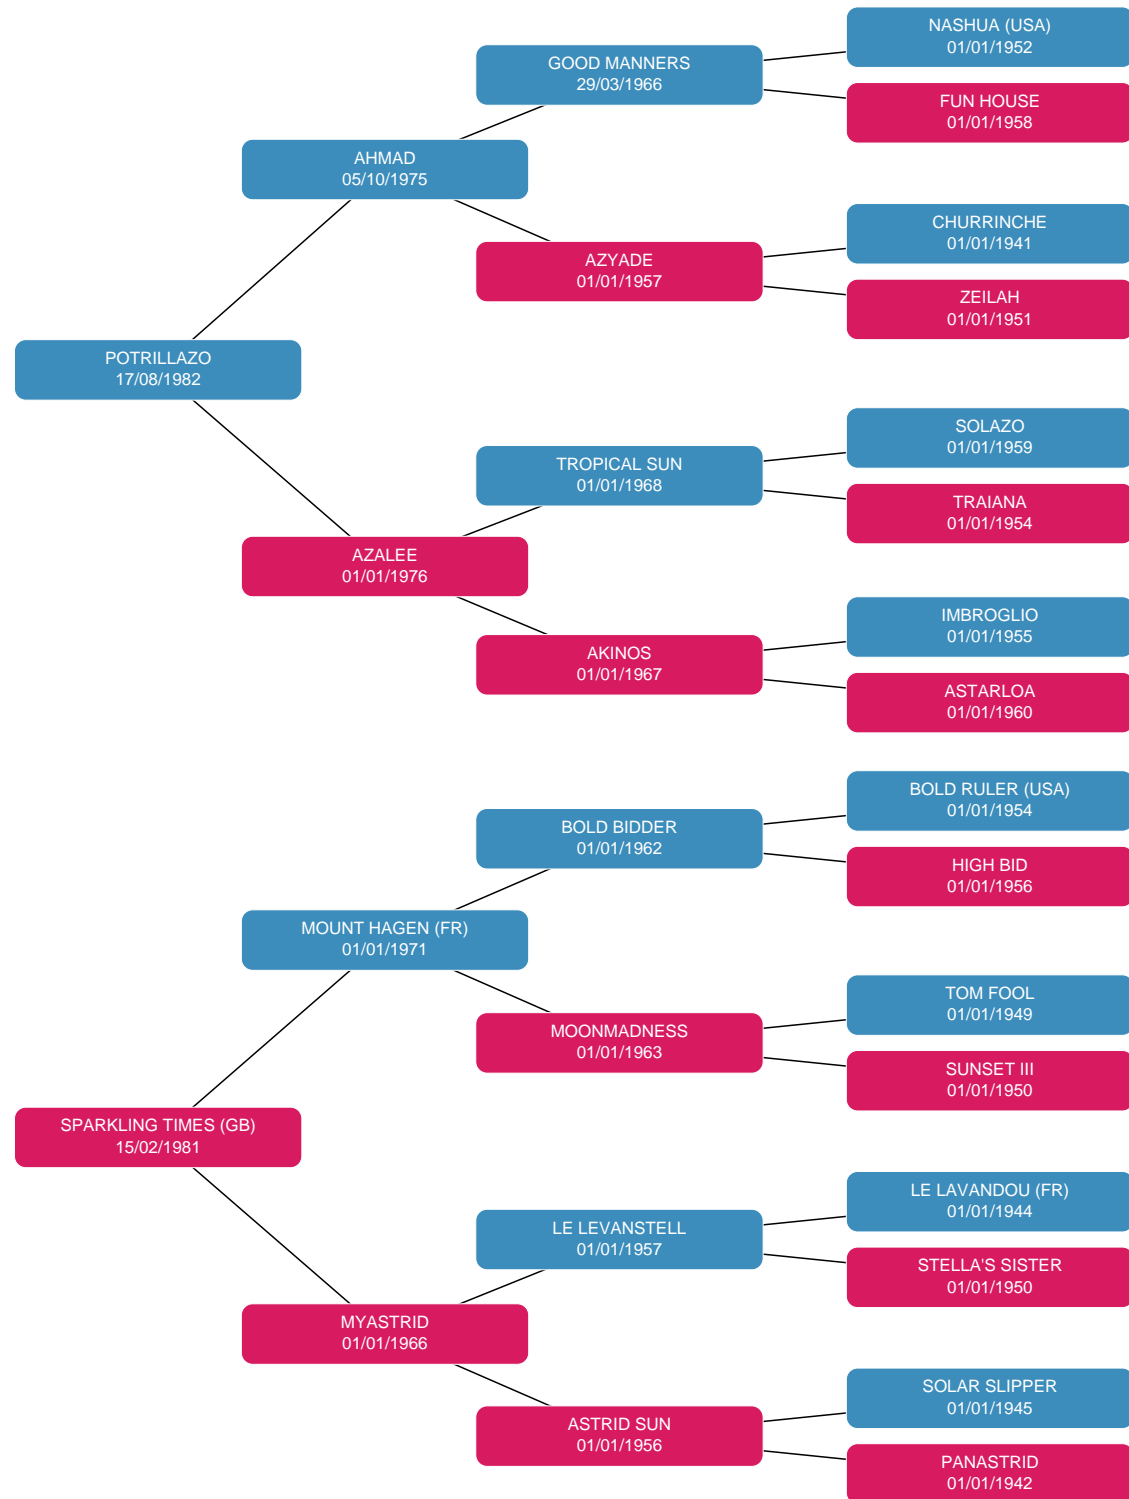 NASHUA (USA)
01/01/1952
GOOD MANNERS
29/03/1966
FUN HOUSE
01/01/1958
AHMAD
05/10/1975
CHURRINCHE
01/01/1941
AZYADE
01/01/1957
ZEILAH
01/01/1951
POTRILLAZO
17/08/1982
SOLAZO
01/01/1959
TROPICAL SUN
01/01/1968
TRAIANA
01/01/1954
AZALEE
01/01/1976
IMBROGLIO
01/01/1955
AKINOS
01/01/1967
ASTARLOA
01/01/1960
BOLD RULER (USA)
01/01/1954
BOLD BIDDER
01/01/1962
HIGH BID
01/01/1956
MOUNT HAGEN (FR)
01/01/1971
TOM FOOL
01/01/1949
MOONMADNESS
01/01/1963
SUNSET III
01/01/1950
SPARKLING TIMES (GB)
15/02/1981
LE LAVANDOU (FR)
01/01/1944
LE LEVANSTELL
01/01/1957
STELLA'S SISTER
01/01/1950
MYASTRID
01/01/1966
SOLAR SLIPPER
01/01/1945
ASTRID SUN
01/01/1956
PANASTRID
01/01/1942